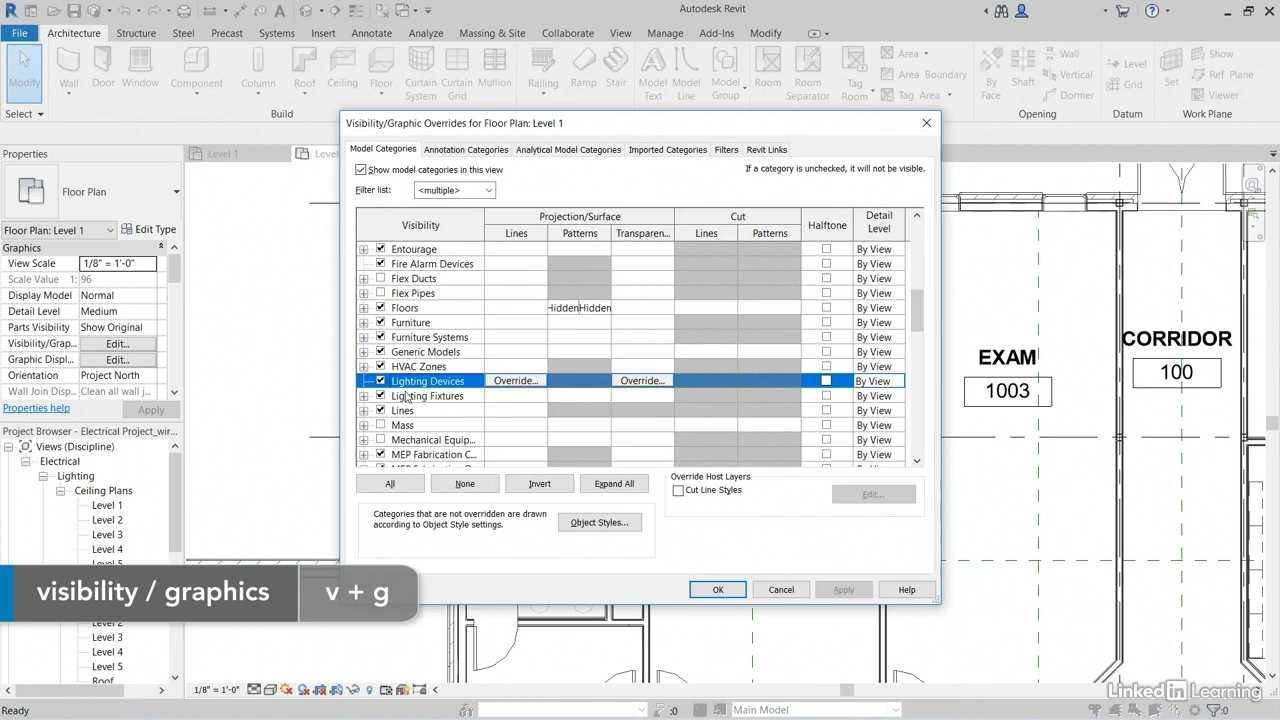 Autodesk Revit
File Architecture Structure Steel Precast Systems Insert Annotate Analyze Massing & Site Collaborate View Manage Add-Ins Modify
Modify Wall Door Window Component Column Roof Ceiling Floor Curtain System Curtain Grid Mullion Railing Ramp Stair Model Text Model Line Model Group Room Room Separator Tag Room Area Area Boundary Tag Area By Face Shaft Wall Vertical Dormer Level Grid Set Show Ref Plane Viewer
Select Build Opening Datum Work Plane
Level 1
Level
Properties
Floor Plan
Floor Plan: Level 1 Edit Type
Graphics
View Scale 1/8" = 1'-0"
Scale Value 1: 96
Display Model Normal
Detail Level Medium
Parts Visibility Show Original
Visibility/Grap... Edit...
Graphic Displ... Edit...
Orientation Project North
Wall Join Disp... Clean all wall j...
Properties help Apply
Project Browser - Electrical Project_wir...
Views (Discipline)
Electrical
Lighting
Ceiling Plans
Level 1
Level 2
Level 3
Level 4
Level 5
Level 2
Level 3
Level 4
Level 5
Roof
Visibility/Graphic Overrides for Floor Plan: Level 1
Model Categories Annotation Categories Analytical Model Categories Imported Categories Filters Revit Links
Show model categories in this view
If a category is unchecked, it will not be visible.
Filter list: <multiple>
Visibility Projection/Surface Cut Halftone Detail Level
Lines Patterns Transparen... Lines Patterns
Entourage By View
Fire Alarm Devices By View
Flex Ducts By View
Flex Pipes By View
Floors Hidden Hidden By View
Furniture By View
Furniture Systems By View
Generic Models By View
HVAC Zones By View
Lighting Devices Override... Override... By View
Lighting Fixtures By View
Lines By View
Mass By View
Mechanical Equip... By View
MEP Fabrication C... By View
All None Invert Expand All
Override Host Layers
Cut Line Styles Edit...
Categories that are not overridden are drawn
according to Object Style settings.
Object Styles...
OK Cancel Apply Help
EXAM
1003
CORRIDOR
100
visibility / graphics v + g
1/8" = 1'-0"
Ready
:0 Main Model :0
Linked in Learning